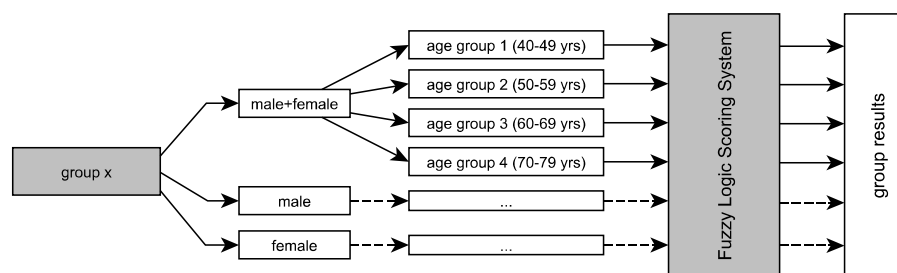 group x
male+female
male
female
age group 1 (40-49 yrs)
age group 2 (50-59 yrs)
age group 3 (60-69 yrs)
age group 4 (70-79 yrs)
...
...
Fuzzy Logic Scoring System
group results